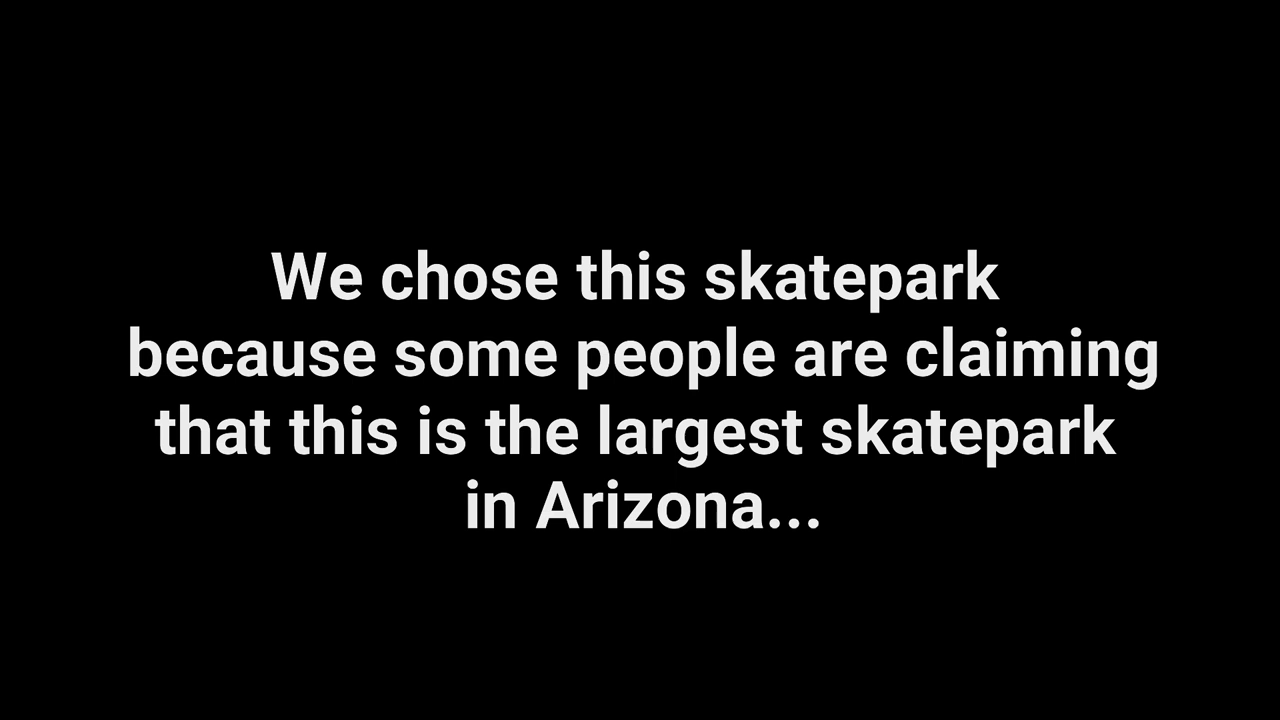 We chose this skatepark
because some people are claiming
that this is the largest skatepark
in Arizona...